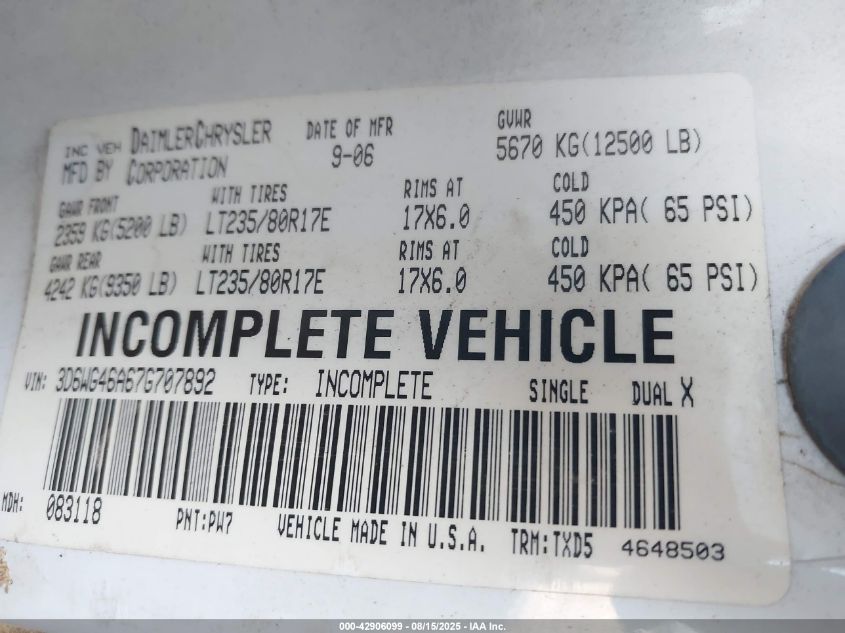 INC VEH DAIMLERCHRYSLER DATE OF MFR GVWR
MFD BY CORPORATION 9-06 5670 KG(12500 LB)
GAWR FRONT WITH TIRES RIMS AT COLD
2359 KG(5200 LB) LT235/80R17E 17X6.0 450 KPA( 65 PSI)
GAWR REAR WITH TIRES RIMS AT COLD
4242 KG(9350 LB) LT235/80R17E 17X6.0 450 KPA( 65 PSI)
INCOMPLETE VEHICLE
VIN: 3D6WG46A67G707892 TYPE: INCOMPLETE SINGLE DUAL X
MDH: 083118 PNT:PW7 VEHICLE MADE IN U.S.A. TRM:TXD5 4648503
000-42906099 - 08/15/2025 - IAA Inc.